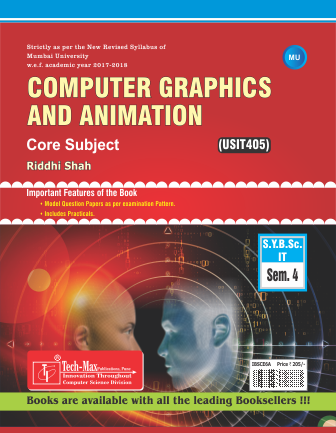 Strictly as per the New Revised Syllabus of
Mumbai University
w.e.f. academic year 2017-2018
MU
COMPUTER GRAPHICS
AND ANIMATION
Core Subject
(USIT405)
Riddhi Shah
Important Features of the Book
• Model Question Papers as per examination Pattern.
• Includes Practicals.
S.Y.B.Sc.
IT
Sem. 4
Tech-Max Publications, Pune
Innovation Throughout
Computer Science Division
Price ₹ 205/-
Books are available with all the leading Booksellers !!!